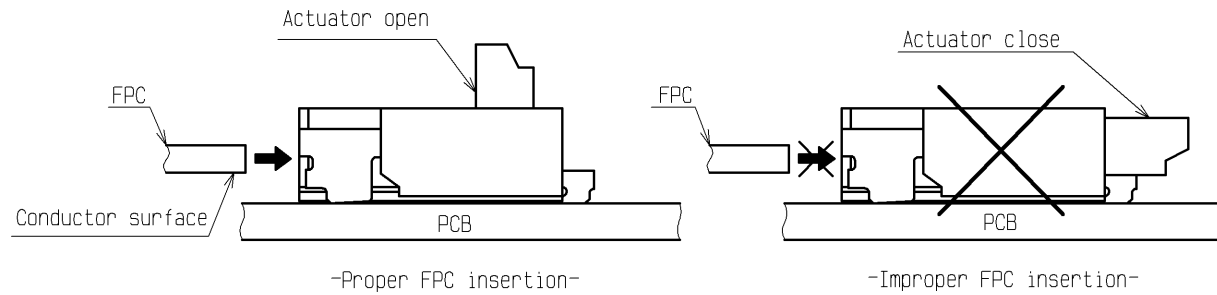 Actuator open
FPC
Conductor surface
PCB
-Proper FPC insertion-
Actuator close
FPC
PCB
-Improper FPC insertion-